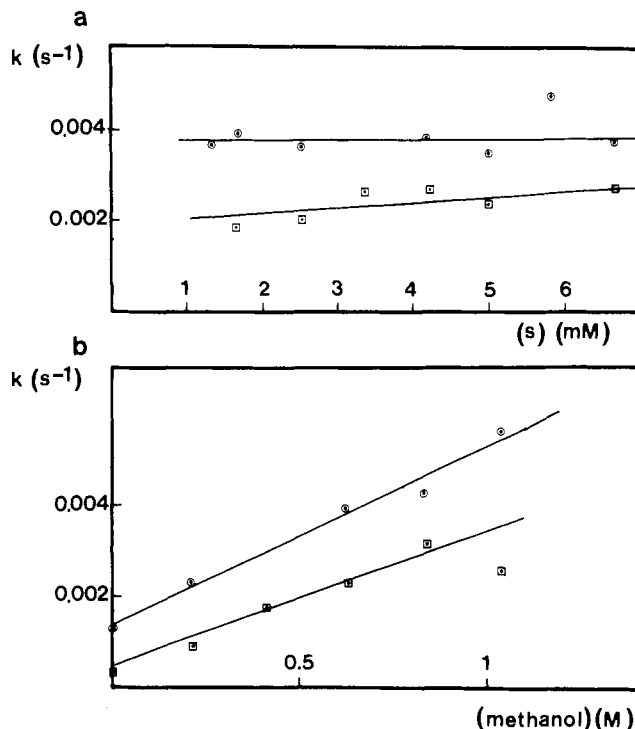 a
k (s-1)
0,004
0.002
1 2 3 4 5 6
(s) (mM)
b
k (s-1)
0,004
0,002
0.5 1
(methanol)(M)